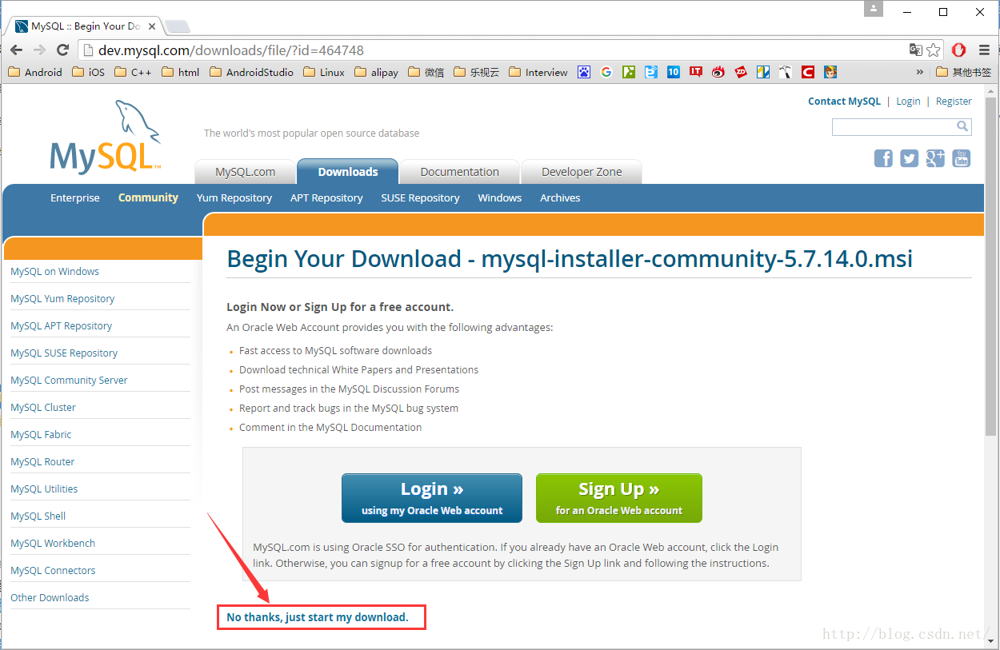 MySQL :: Begin Your Do
dev.mysql.com/downloads/file/?id=464748
Android iOS C++ html AndroidStudio Linux alipay 微信 乐视云 Interview 10 IT ZD C » 其他书签
Contact MySQL | Login | Register
MySQL™
The world's most popular open source database
You Tube
MySQL.com Downloads Documentation Developer Zone
Enterprise Community Yum Repository APT Repository SUSE Repository Windows Archives
MySQL on Windows
MySQL Yum Repository
MySQL APT Repository
MySQL SUSE Repository
MySQL Community Server
MySQL Cluster
MySQL Fabric
MySQL Router
MySQL Utilities
MySQL Shell
MySQL Workbench
MySQL Connectors
Other Downloads
Begin Your Download - mysql-installer-community-5.7.14.0.msi
Login Now or Sign Up for a free account.
An Oracle Web Account provides you with the following advantages:
Fast access to MySQL software downloads
Download technical White Papers and Presentations
Post messages in the MySQL Discussion Forums
Report and track bugs in the MySQL bug system
Comment in the MySQL Documentation
Login »
using my Oracle Web account
Sign Up »
for an Oracle Web account
MySQL.com is using Oracle SSO for authentication. If you already have an Oracle Web account, click the Login
link. Otherwise, you can signup for a free account by clicking the Sign Up link and following the instructions.
No thanks, just start my download.
http://blog.csdn.net/